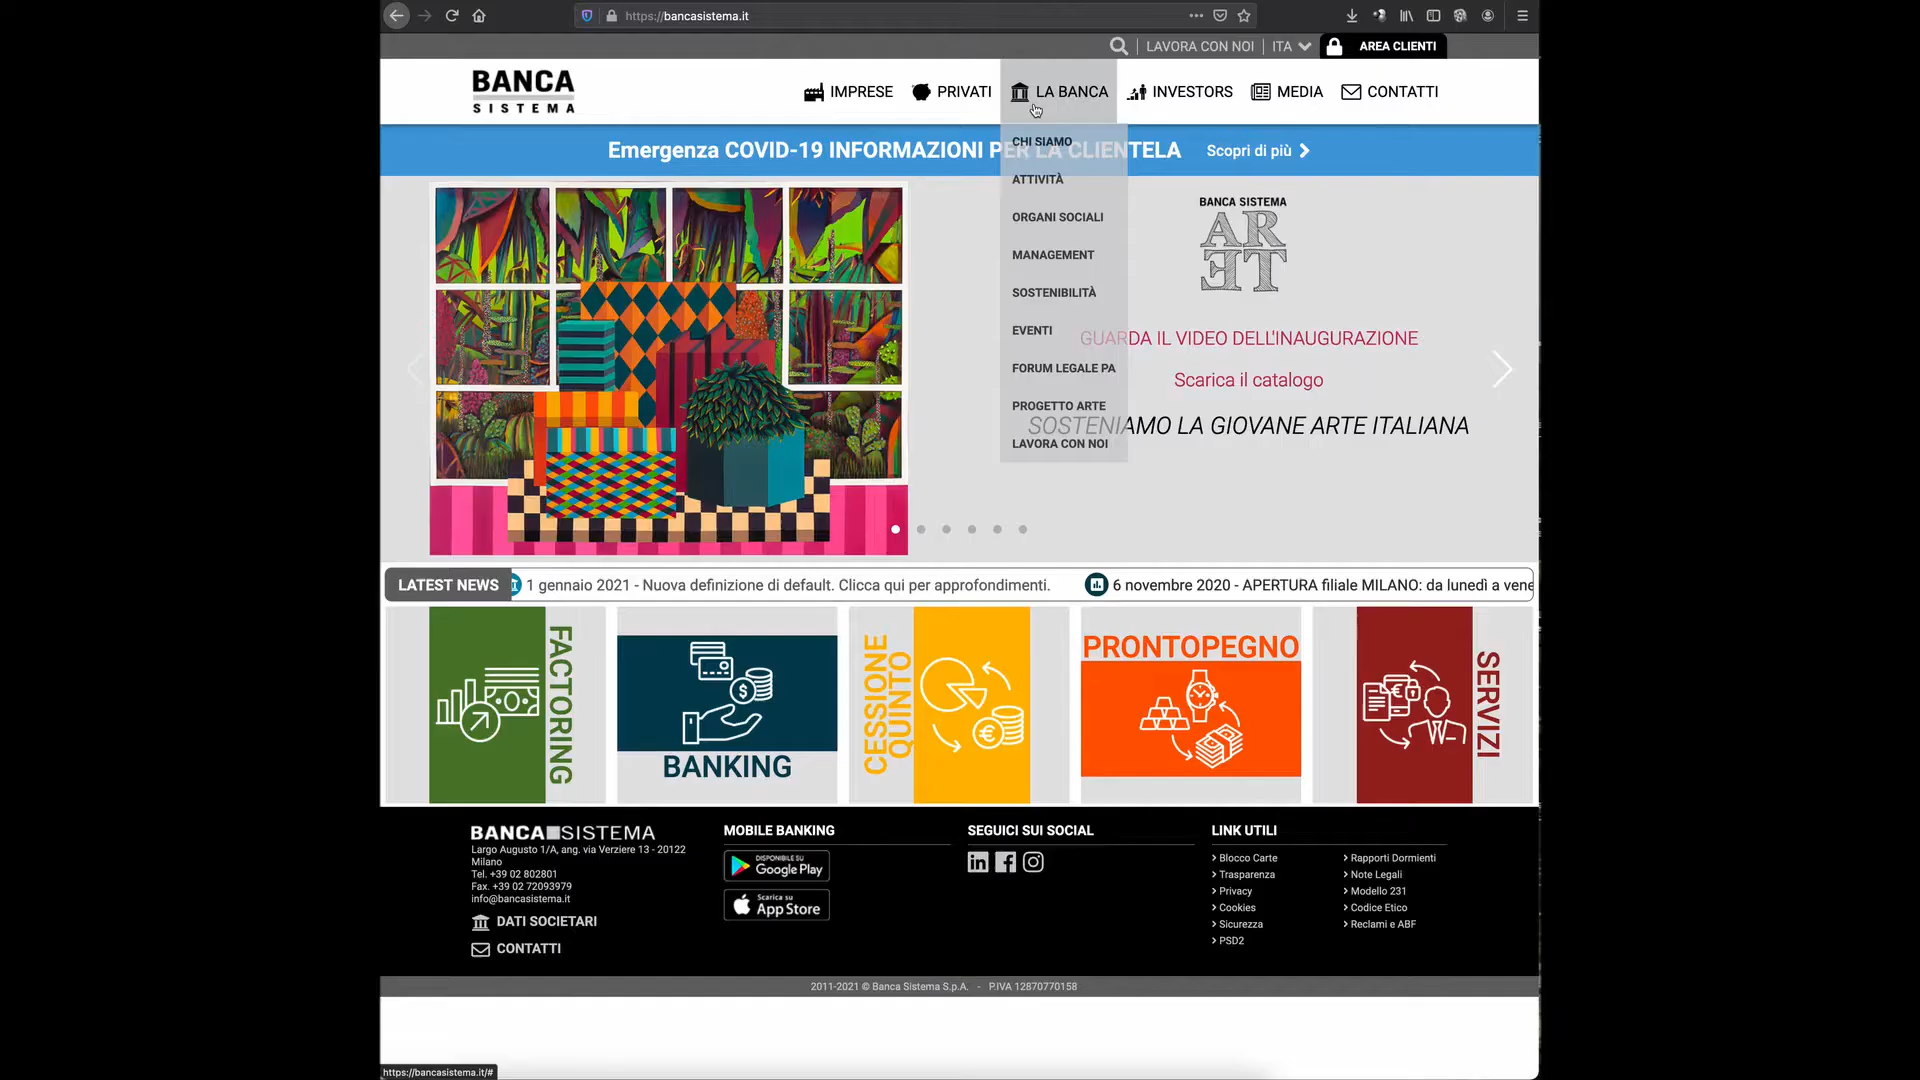 https://bancasistema.it
LAVORA CON NOI
ITA
AREA CLIENTI
BANCA
SISTEMA
IMPRESE
PRIVATI
LA BANCA
INVESTORS
MEDIA
CONTATTI
Emergenza COVID-19 INFORMAZIONI PER LA CLIENTELA
Scopri di più
CHI SIAMO
ATTIVITÀ
ORGANI SOCIALI
MANAGEMENT
SOSTENIBILITÀ
EVENTI
FORUM LEGALE PA
PROGETTO ARTE
LAVORA CON NOI
BANCA SISTEMA
AR
ET
GUARDA IL VIDEO DELL'INAUGURAZIONE
Scarica il catalogo
SOSTENIAMO LA GIOVANE ARTE ITALIANA
LATEST NEWS
1 gennaio 2021 - Nuova definizione di default. Clicca qui per approfondimenti.
6 novembre 2020 - APERTURA filiale MILANO: da lunedì a vene
FACTORING
BANKING
CESSIONE
QUINTO
PRONTOPEGNO
SERVIZI
BANCA SISTEMA
Largo Augusto 1/A, ang. via Verziere 13 - 20122
Milano
Tel. +39 02 802801
Fax. +39 02 72093979
info@bancasistema.it
DATI SOCIETARI
CONTATTI
MOBILE BANKING
DISPONIBILE SU
Google Play
Scarica su
App Store
SEGUICI SUI SOCIAL
LINK UTILI
Blocco Carte
Trasparenza
Privacy
Cookies
Sicurezza
PSD2
Rapporti Dormienti
Note Legali
Modello 231
Codice Etico
Reclami e ABF
2011-2021 © Banca Sistema S.p.A. - P.IVA 12870770158
https://bancasistema.it/#